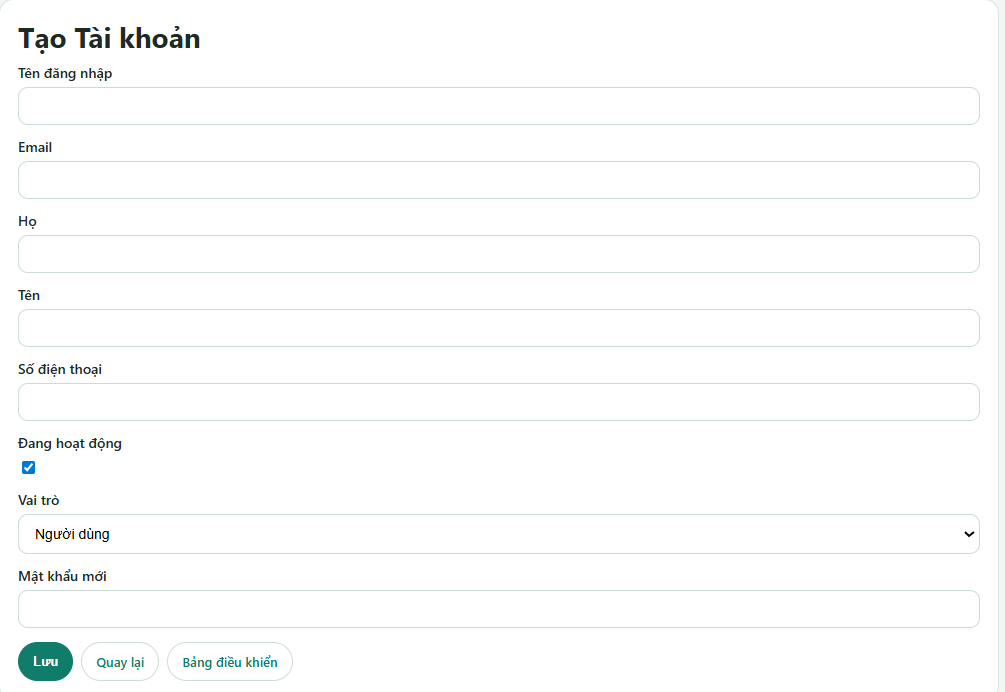 Tạo Tài khoản
Tên đăng nhập
Email
Họ
Tên
Số điện thoại
Đang hoạt động
Vai trò
Người dùng
Mật khẩu mới
Lưu Quay lại Bảng điều khiển